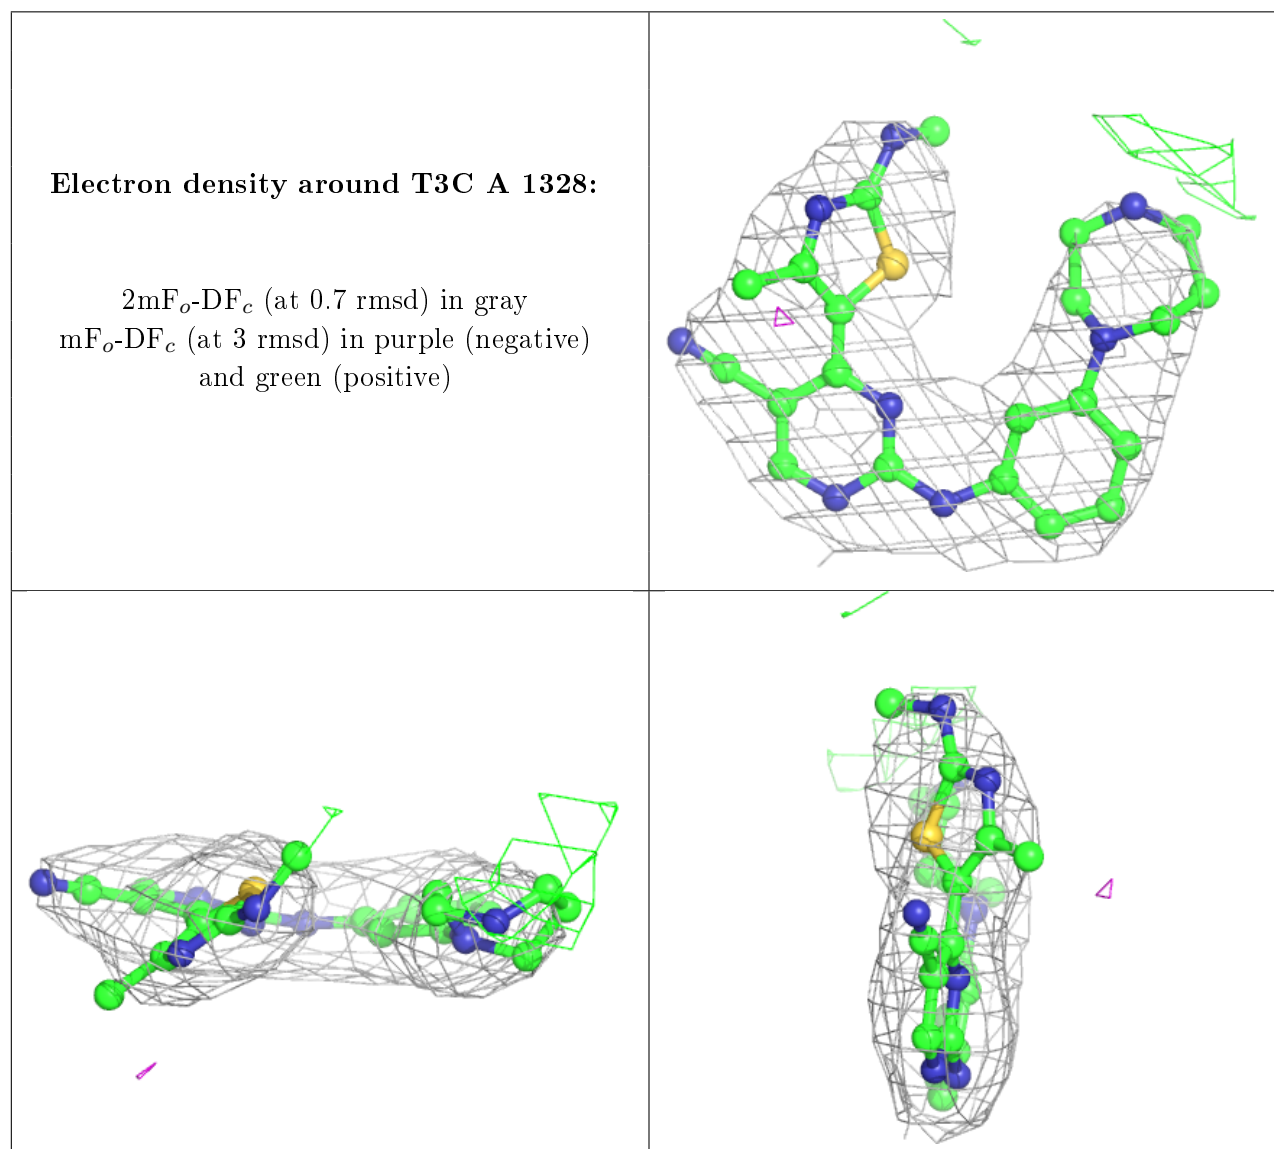 Electron density around T3C A 1328:
2mFo-DFc (at 0.7 rmsd) in gray
mFo-DFc (at 3 rmsd) in purple (negative)
and green (positive)